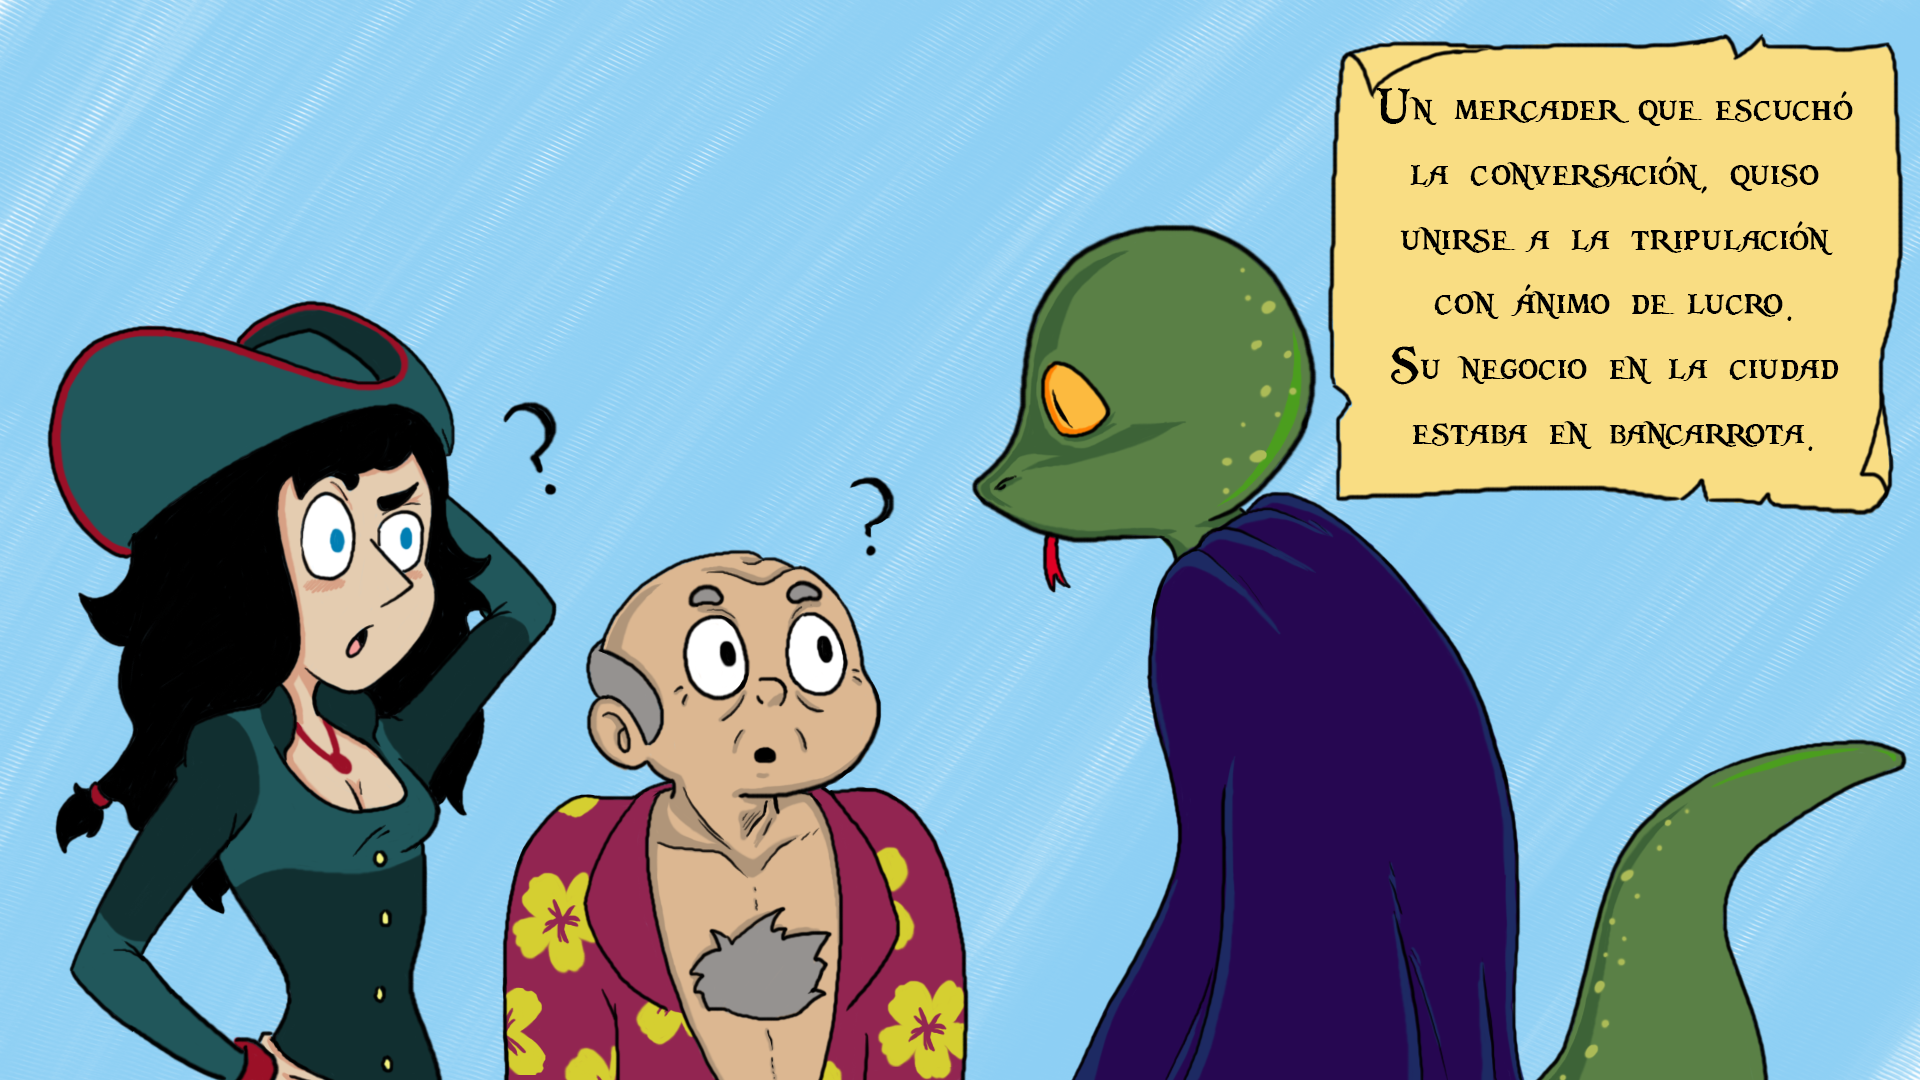 Un mercader que escuchó
la conversación, quiso
unirse a la tripulación
con ánimo de lucro.
Su negocio en la ciudad
estaba en bancarrota.
?
?